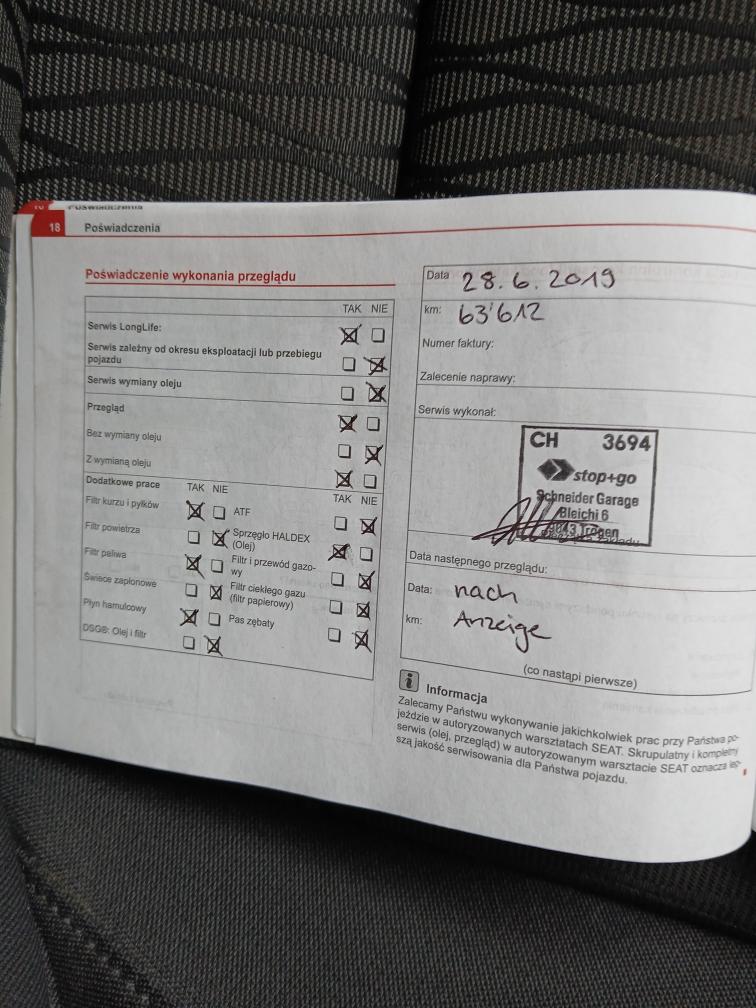 18 Poświadczenia
Poświadczenie wykonania przeglądu
TAK NIE
Serwis LongLife:
Serwis zależny od okresu eksploatacji lub przebiegu
pojazdu
Serwis wymiany oleju
Przegląd
Bez wymiany oleju
Z wymianą oleju
Dodatkowe prace TAK NIE TAK NIE
Filtr kurzu i pyłków ATF
Filtr powietrza Sprzęgło HALDEX
(Olej)
Filtr paliwa Filtr i przewód gazo-
wy
Świece zapłonowe Filtr ciekłego gazu
(filtr papierowy)
Płyn hamulcowy Pas zębaty
DSG®: Olej i filtr
Data 28.6.2019
km: 63'612
Numer faktury:
Zalecenie naprawy:
Serwis wykonał:
CH 3694
stop+go
Schneider Garage
Bleichi 6
9043 Trogen
Data następnego przeglądu:
Data: nach
km: Anzeige
(co nastąpi pierwsze)
i Informacja
Zalecamy Państwu wykonywanie jakichkolwiek prac przy Państwa po-
jeździe w autoryzowanych warsztatach SEAT. Skrupulatny i kompletny
serwis (olej, przegląd) w autoryzowanym warsztacie SEAT oznacza lep-
szą jakość serwisowania dla Państwa pojazdu.